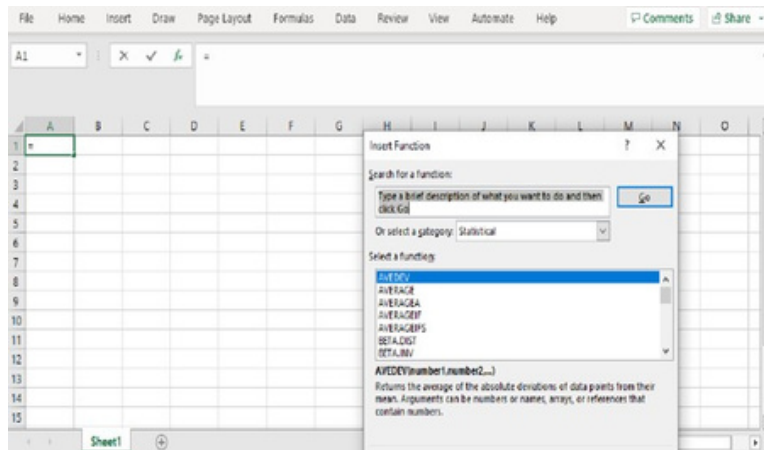 File Home Insert Draw Page Layout Formulas Data Review View Automate Help Comments Share
A1 fx =
A B C D E F G H I J K L M N O
Insert Function ? X
1 =
Search for a function:
2
3
Type a brief description of what you want to do and then click Go
Go
4
5
Or select a category: Statistical
6
Select a function:
7
8
AVEDEV
AVERAGE
9
AVERAGEA
AVERAGEIF
10
AVERAGEIFS
11
BETA.DIST
12
BETA.INV
AVEDEV(number1,number2,...)
13
Returns the average of the absolute deviations of data points from their
14
mean. Arguments can be numbers or names, arrays, or references that
contain numbers.
15
Sheet1